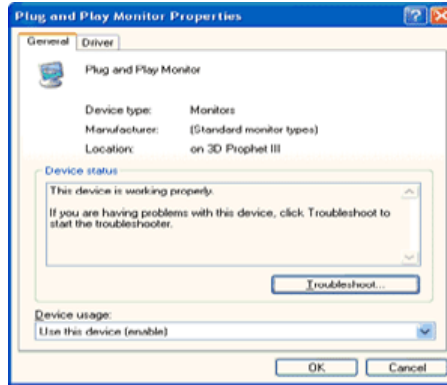 Plug and Play Monitor Properties
General Driver
Plug and Play Monitor
Device type: Monitors
Manufacturer: (Standard monitor types)
Location: on 3D Prophet III
Device status
This device is working properly.
If you are having problems with this device, click Troubleshoot to
start the troubleshooter.
Troubleshoot...
Device usage:
Use this device (enable)
OK Cancel